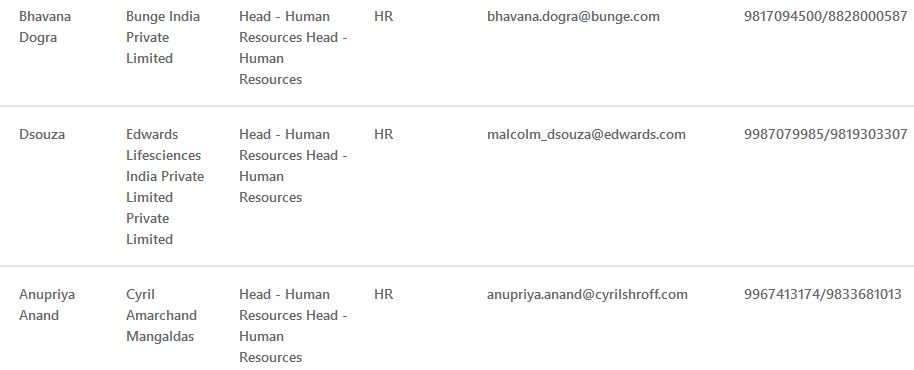 Bhavana Bunge India Head - Human HR bhavana.dogra@bunge.com 9817094500/8828000587
Dogra Private Resources Head -
Limited Human
Resources
Dsouza Edwards Head - Human HR malcolm_dsouza@edwards.com 9987079985/9819303307
Lifesciences Resources Head -
India Private Human
Limited Resources
Private
Limited
Anupriya Cyril Head - Human HR anupriya.anand@cyrilshroff.com 9967413174/9833681013
Anand Amarchand Resources Head -
Mangaldas Human
Resources